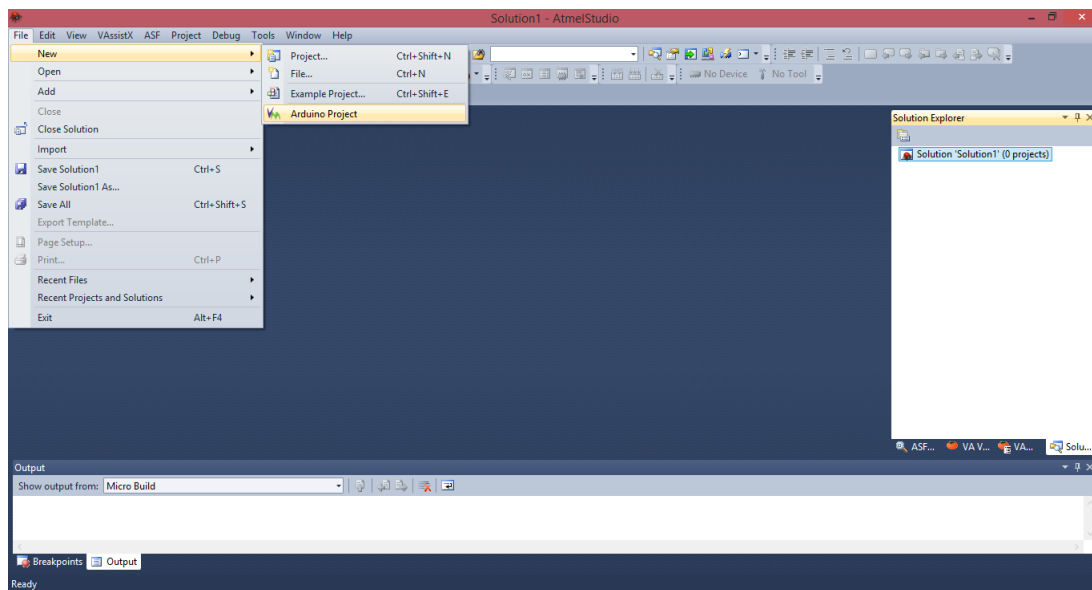 Solution1 - AtmelStudio
File Edit View VAssistX ASF Project Debug Tools Window Help
New
Open
Add
Close
Close Solution
Import
Save Solution1 Ctrl+S
Save Solution1 As...
Save All Ctrl+Shift+S
Export Template...
Page Setup...
Print... Ctrl+P
Recent Files
Recent Projects and Solutions
Exit Alt+F4
Project... Ctrl+Shift+N
File... Ctrl+N
Example Project... Ctrl+Shift+E
Arduino Project
No Device No Tool
Solution Explorer
Solution 'Solution1' (0 projects)
ASF... VA V... VA... Solu...
Output
Show output from: Micro Build
Breakpoints Output
Ready